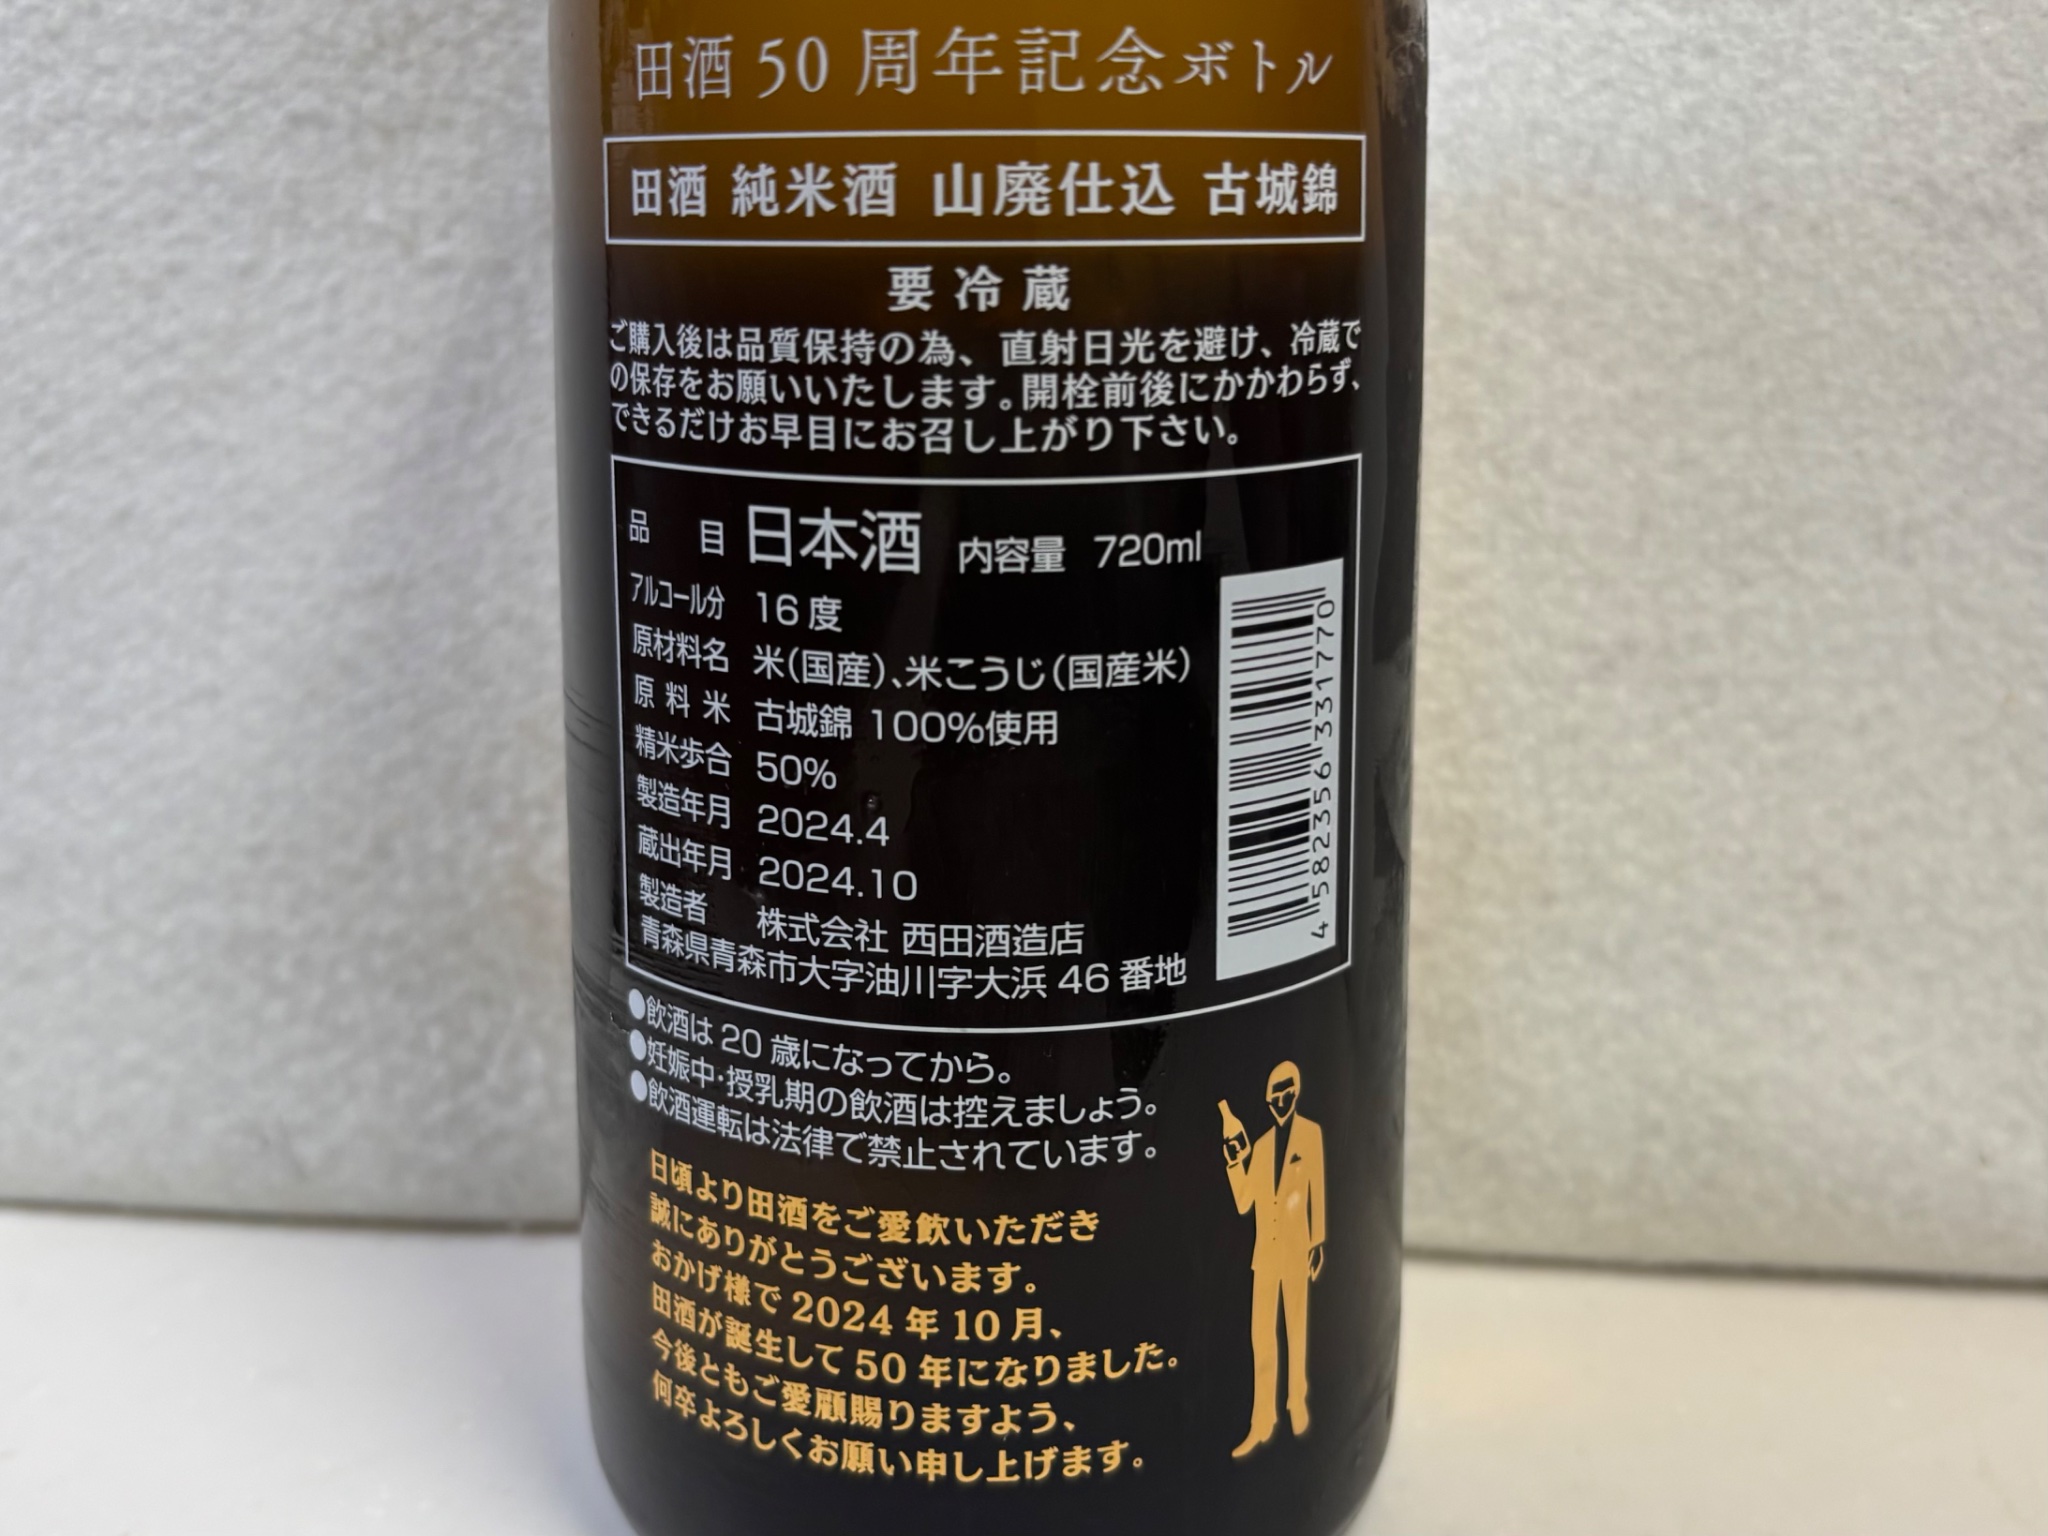 田酒 50 周年記念ボトル
田酒 純米酒 山廃仕込 古城錦
要冷蔵
ご購入後は品質保持の為、直射日光を避け、冷蔵で
の保存をお願いいたします。開栓前後にかかわらず、
できるだけお早目にお召し上がり下さい。
品目 日本酒 内容量 720ml
アルコール分 16度
原材料名 米(国産)、米こうじ(国産米)
原料米 古城錦 100%使用
精米歩合 50%
製造年月 2024.4
蔵出年月 2024.10
製造者 株式会社 西田酒造店
青森県青森市大字油川字大浜 46 番地
4 582356 331770
●飲酒は 20 歳になってから。
●妊娠中・授乳期の飲酒は控えましょう。
●飲酒運転は法律で禁止されています。
日頃より田酒をご愛飲いただき
誠にありがとうございます。
おかげ様で 2024 年 10 月、
田酒が誕生して 50 年になりました。
今後ともご愛顧賜りますよう、
何卒よろしくお願い申し上げます。